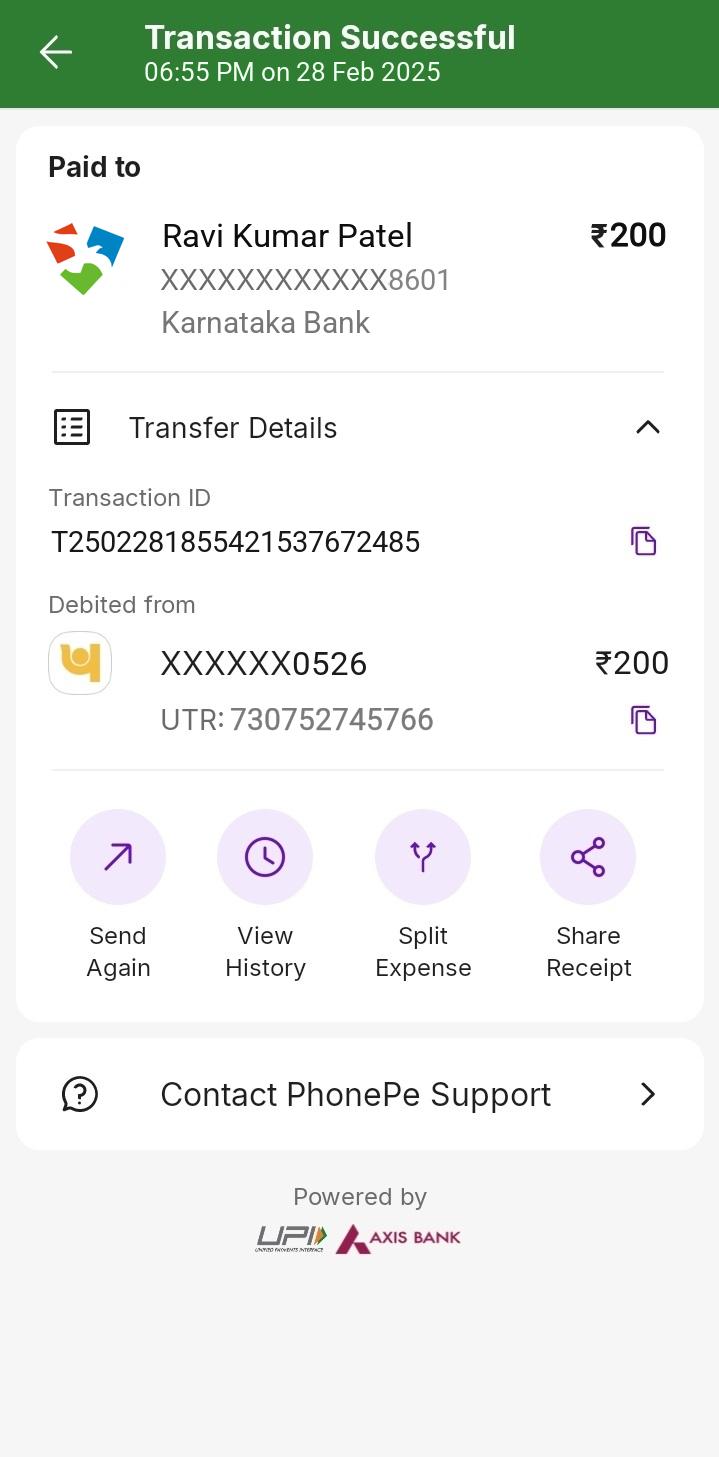 Transaction Successful
06:55 PM on 28 Feb 2025
Paid to
Ravi Kumar Patel ₹200
XXXXXXXXXXXX8601
Karnataka Bank
Transfer Details
Transaction ID
T2502281855421537672485
Debited from
XXXXXX0526 ₹200
UTR: 730752745766
Send Again
View History
Split Expense
Share Receipt
Contact PhonePe Support
Powered by
UPI AXIS BANK
UNIFIED PAYMENTS INTERFACE